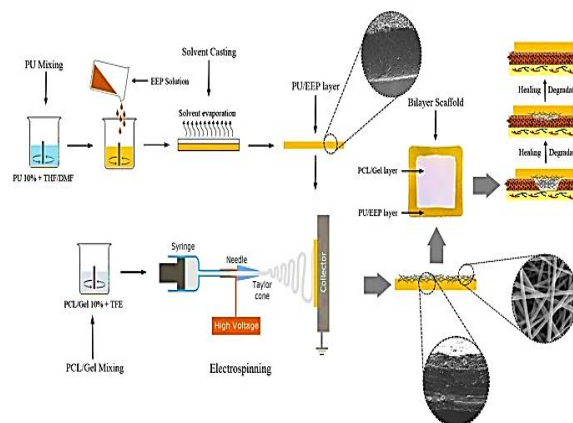 PU Mixing
EEP Solution
Solvent Casting
Solvent evaporation
PU/EEP layer
PU 10% + THF/DMF
Bilayer Scaffold
PCL/Gel layer
PU/EEP layer
Healing
Healing
Syringe
Needle
Taylor
cone
High Voltage
Collector
PCL/Gel 10% + TFE
PCL/Gel Mixing
Electrospinning